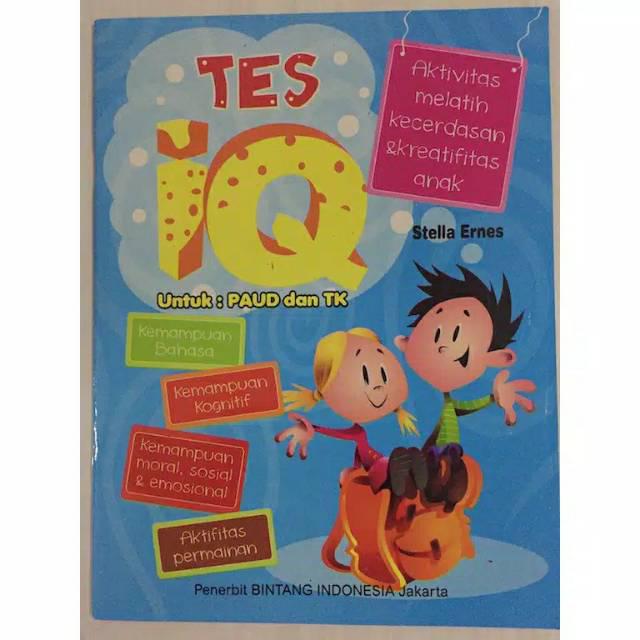 TES
iQ
Untuk : PAUD dan TK
Aktivitas
melatih
kecerdasan
&kreatifitas
anak
Stella Ernes
Kemampuan
Bahasa
Kemampuan
Kognitif
Kemampuan
moral, sosial
& emosional
Aktifitas
permainan
Penerbit BINTANG INDONESIA Jakarta